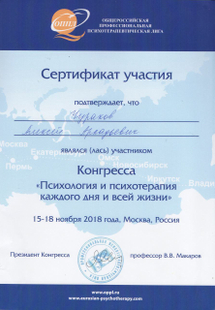 ОППЛ
ОБЩЕРОССИЙСКАЯ
ПРОФЕССИОНАЛЬНАЯ
ПСИХОТЕРАПЕВТИЧЕСКАЯ ЛИГА
Сертификат участия
подтверждает, что
являлся (лась) участником
Конгресса
«Психология и психотерапия
каждого дня и всей жизни»
15-18 ноября 2018 года, Москва, Россия
Президент Конгресса профессор В.В. Макаров
www.oppl.ru
www.eurasian-psychotherapy.com